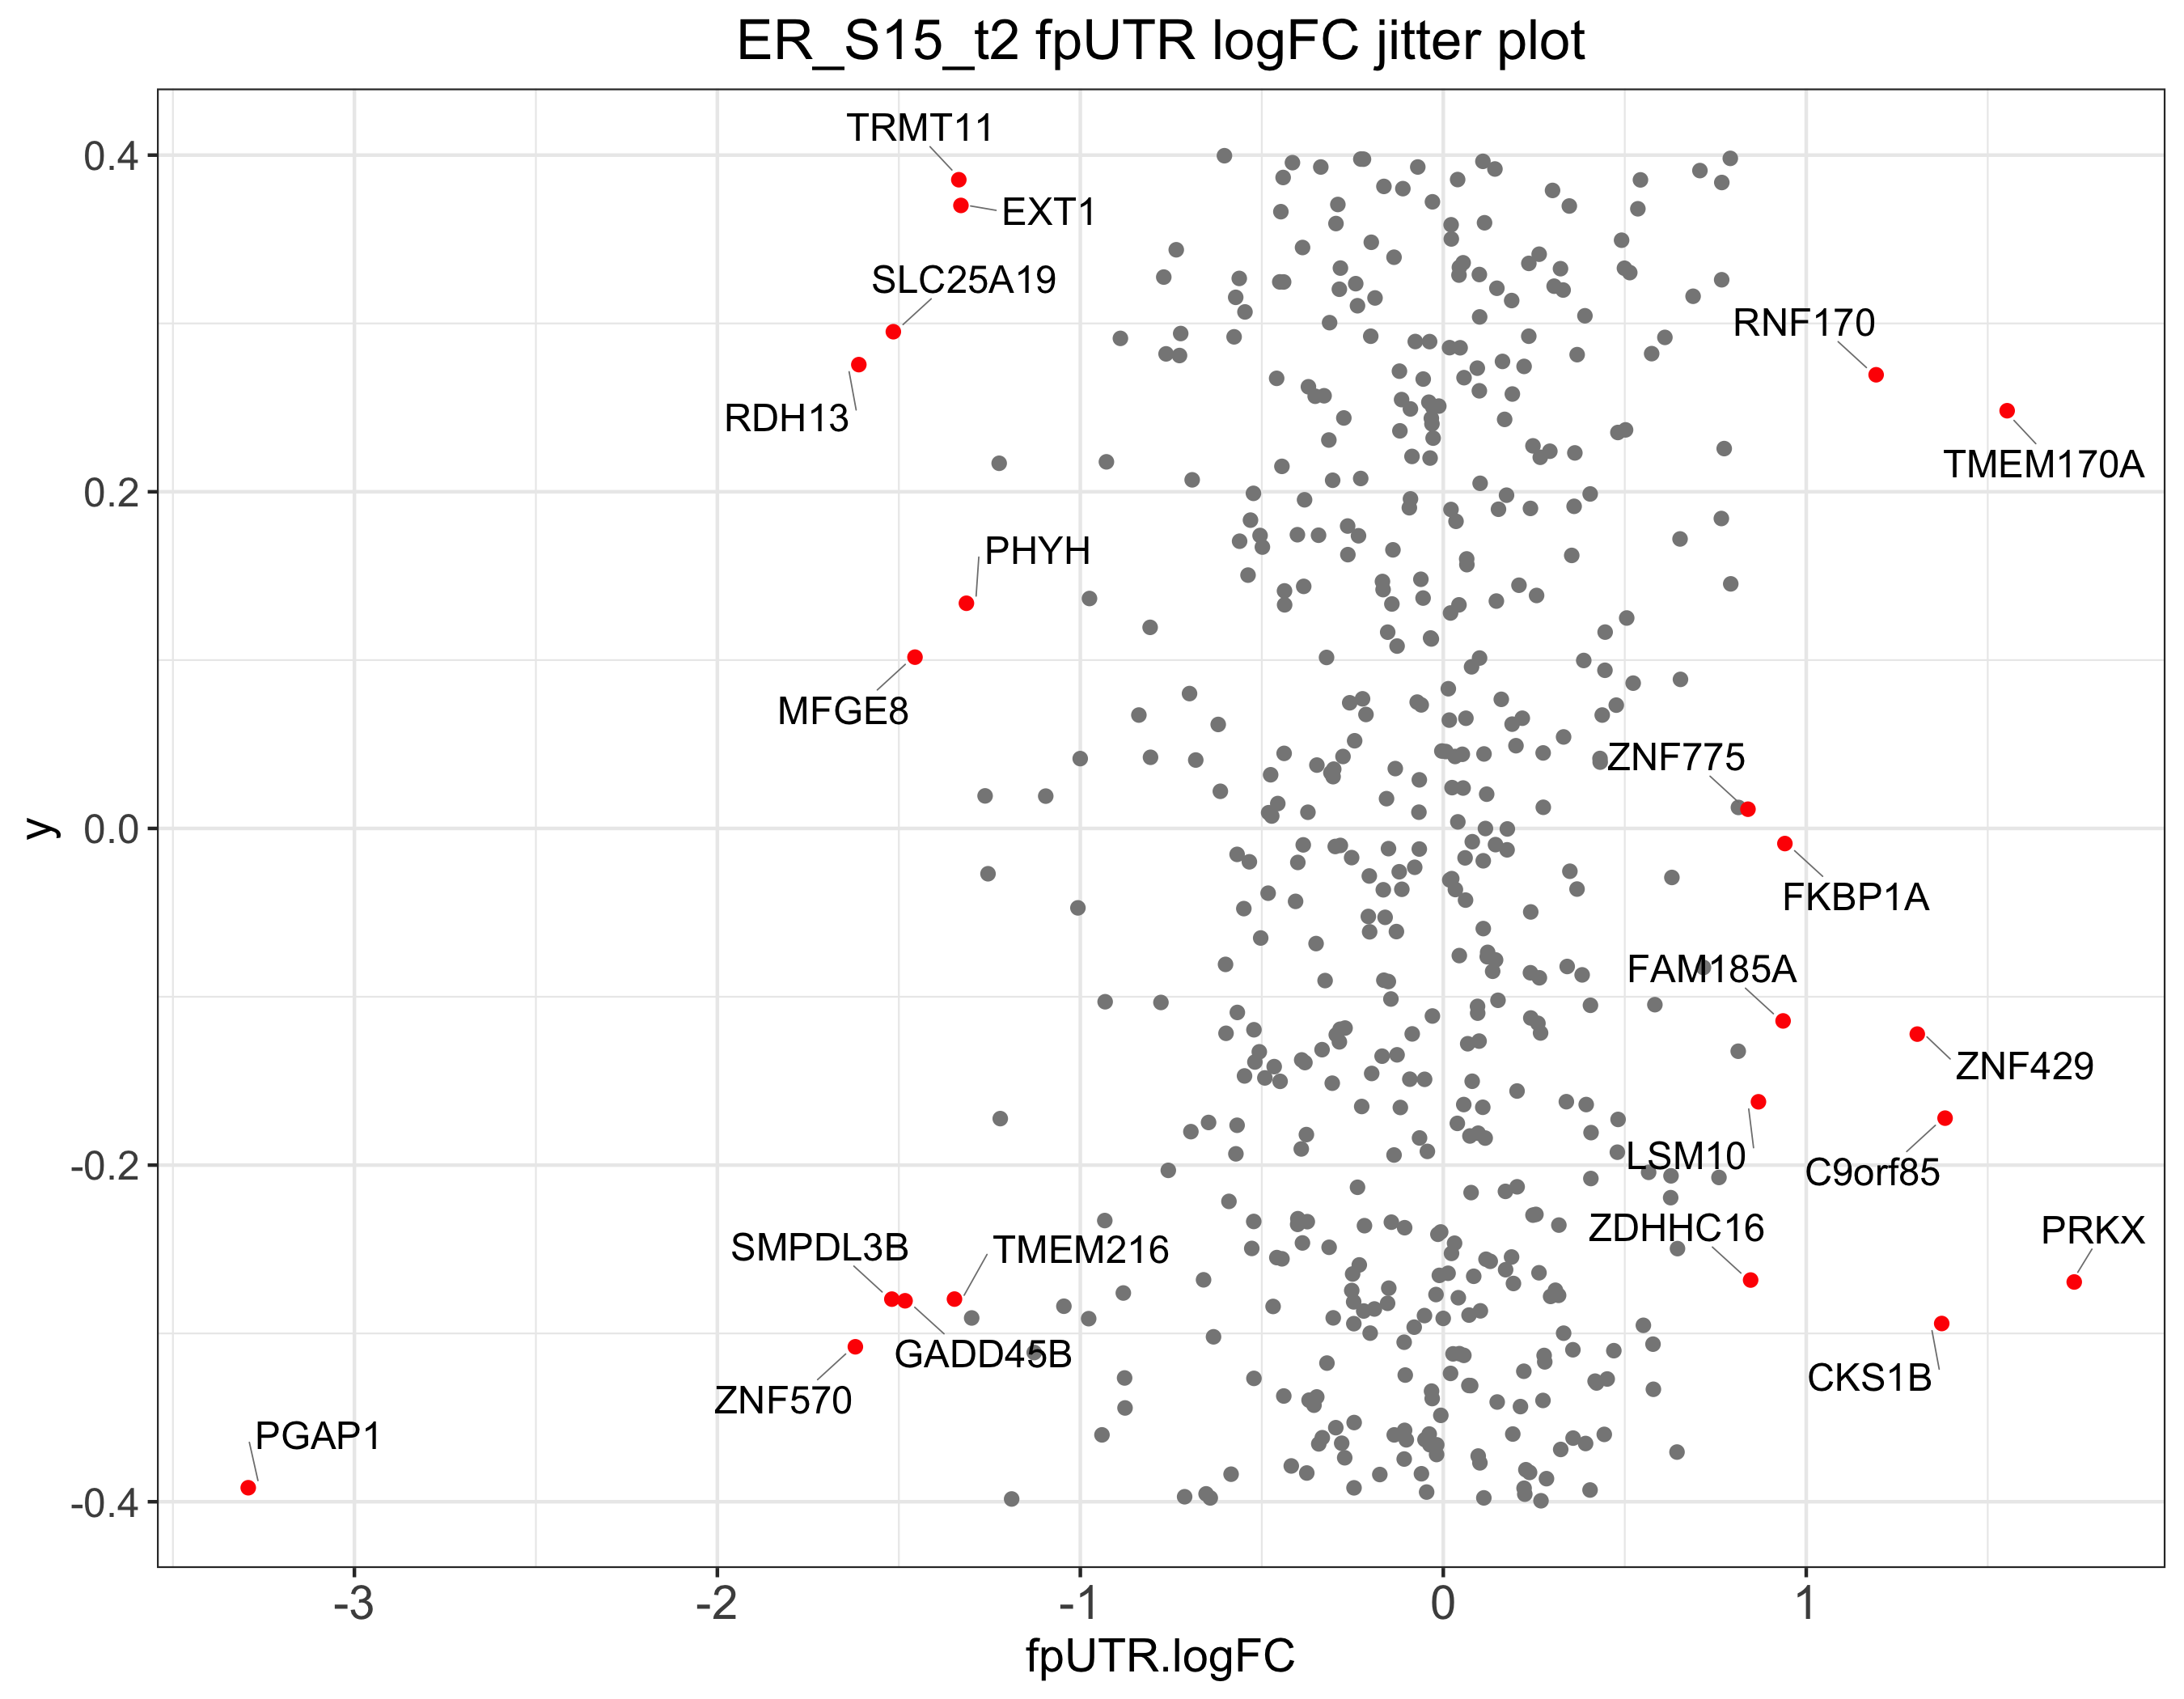 ER_S15_t2 fpUTR logFC jitter plot
TRMT11
0.4
EXT1
SLC25A19
RNF170
RDH13
TMEM170A
0.2
PHYH
MFGE8
ZNF775
y
0.0
FKBP1A
FAM185A
ZNF429
LSM10
-0.2
C9orf85
ZDHHC16
PRKX
SMPDL3B
TMEM216
GADD45B
CKS1B
ZNF570
PGAP1
-0.4
-3
-2
-1
0
1
fpUTR.logFC